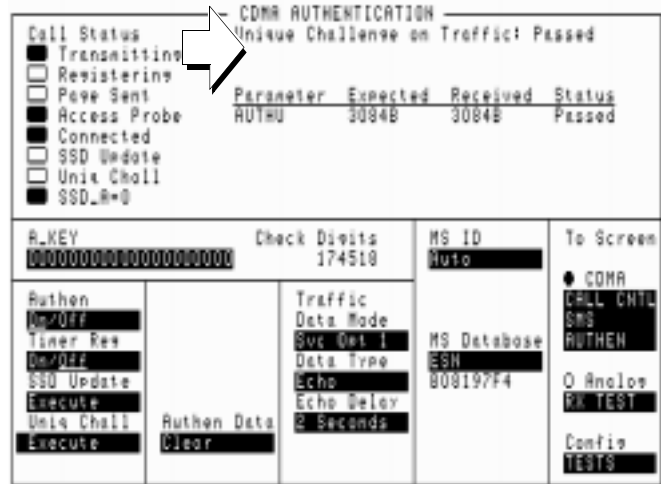 CDMA AUTHENTICATION
Call Status
Unique Challenge on Traffic: Passed
Transmitting
Registering
Page Sent
Access Probe
Connected
SSD Update
Uniq Chall
SSD_A=0
Parameter Expected Received Status
AUTHU 3084B 3084B Passed
A_KEY
00000000000000000000
Check Digits
174518
MS ID
Auto
To Screen
CDMA
CALL CNTL
SMS
AUTHEN
Authen
On/Off
Timer Reg
On/Off
SSD Update
Execute
Uniq Chall
Execute
Authen Data
Clear
Traffic
Data Mode
Svc Opt 1
Data Type
Echo
Echo Delay
2 Seconds
MS Database
ESN
808197F4
O Analog
RX TEST
Config
TESTS